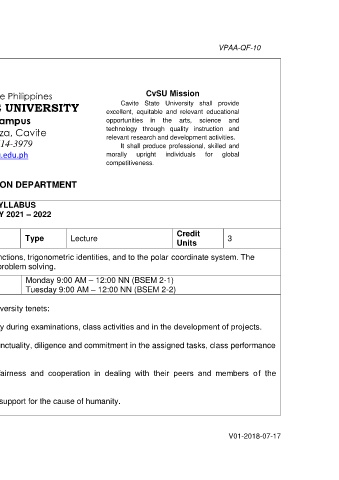 VPAA-QF-10
e Philippines
UNIVERSITY
ampus
za, Cavite
14-3979
.edu.ph
CvSU Mission
Cavite State University shall provide
excellent, equitable and relevant educational
opportunities in the arts, science and
technology through quality instruction and
relevant research and development activities.
It shall produce professional, skilled and
morally upright individuals for global
competitiveness
ON DEPARTMENT
YLLABUS
Y 2021 – 2022
Type Lecture Credit Units 3
nctions, trigonometric identities, and to the polar coordinate system. The
problem solving.
Monday 9:00 AM – 12:00 NN (BSEM 2-1)
Tuesday 9:00 AM – 12:00 NN (BSEM 2-2)
versity tenets:
y during examinations, class activities and in the development of projects.
unctuality, diligence and commitment in the assigned tasks, class performance
fairness and cooperation in dealing with their peers and members of the
support for the cause of humanity.
V01-2018-07-17